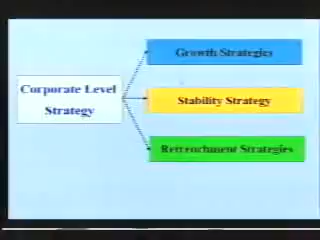 Growth Strategies
Corporate Level
Strategy
Stability Strategy
Retrenchment Strategies